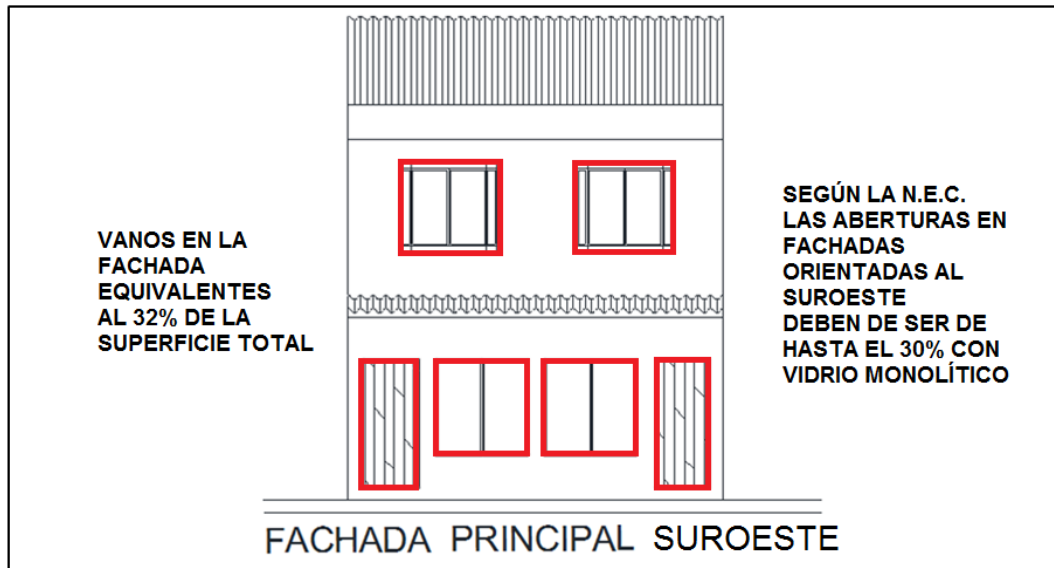 VANOS EN LA
FACHADA
EQUIVALENTES
AL 32% DE LA
SUPERFICIE TOTAL
SEGÚN LA N.E.C.
LAS ABERTURAS EN
FACHADAS
ORIENTADAS AL
SUROESTE
DEBEN DE SER DE
HASTA EL 30% CON
VIDRIO MONOLÍTICO
FACHADA PRINCIPAL SUROESTE